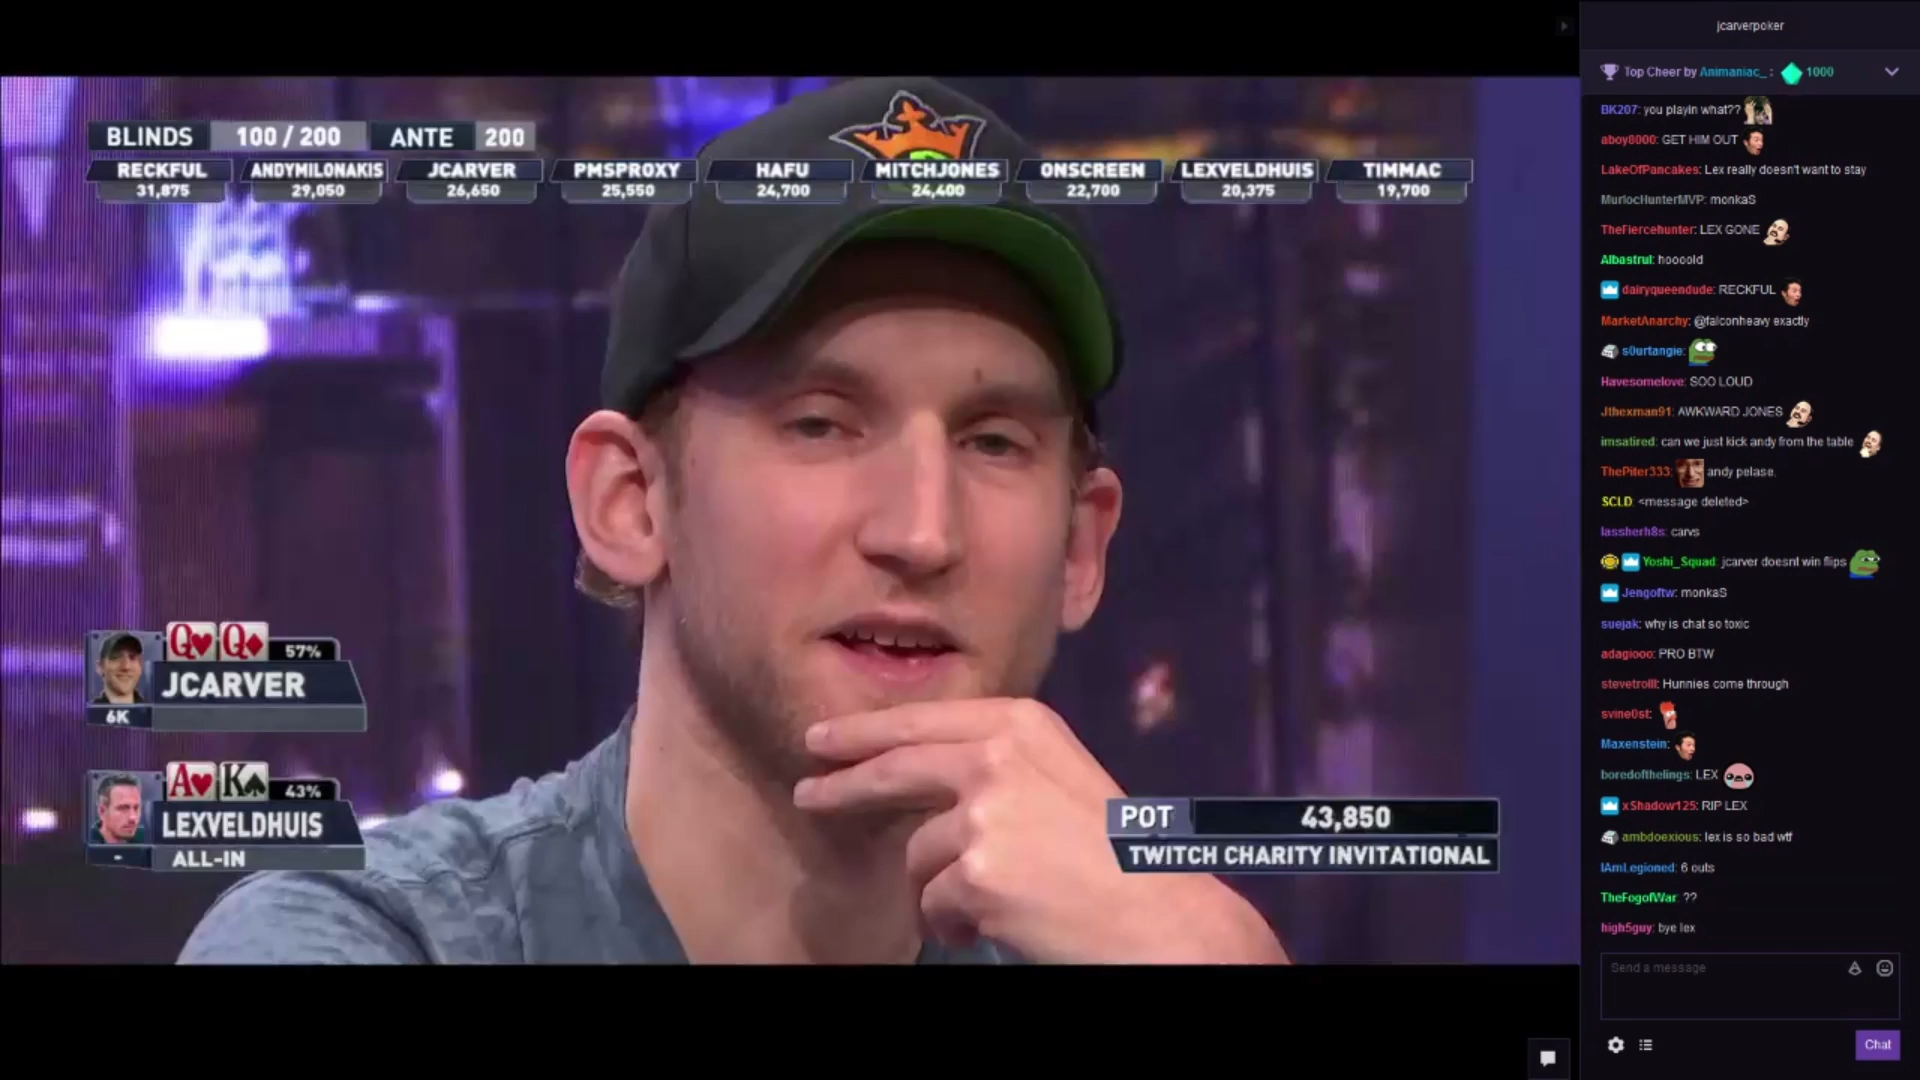 BLINDS 100 / 200 ANTE 200
RECKFUL ANDYMILONAKIS JCARVER PMSPROXY HAFU MITCHJONES ONSCREEN LEXVELDHUIS TIMMAC
31,875 29,050 26,650 25,550 24,700 24,400 22,700 20,375 19,700
Q Q 57%
JCARVER
6K
A K 43%
LEXVELDHUIS
- ALL-IN
POT 43,850
TWITCH CHARITY INVITATIONAL
jcarverpoker
Top Cheer by Animaniac_ : 1000
BK207: you playin what??
aboy8000: GET HIM OUT
LakeOfPancakes: Lex really doesn't want to stay
MurlocHunterMVP: monkaS
TheFiercehunter: LEX GONE
Albastrul: hoooold
dairyqueendude: RECKFUL
MarketAnarchy: @falconheavy exactly
s0urtangie:
Havesomelove: SOO LOUD
Jthexman91: AWKWARD JONES
imsatired: can we just kick andy from the table
ThePiter333: andy pelase.
SCLD: <message deleted>
lassherh8s: carvs
Yoshi_Squad: jcarver doesnt win flips
Jengoftw: monkaS
suejak: why is chat so toxic
adagiooo: PRO BTW
stevetrolll: Hunnies come through
svine0st:
Maxenstein:
boredofthelings: LEX
xShadow125: RIP LEX
ambdoexious: lex is so bad wtf
IAmLegioned: 6 outs
TheFogofWar: ??
high5guy: bye lex
Send a message
Chat